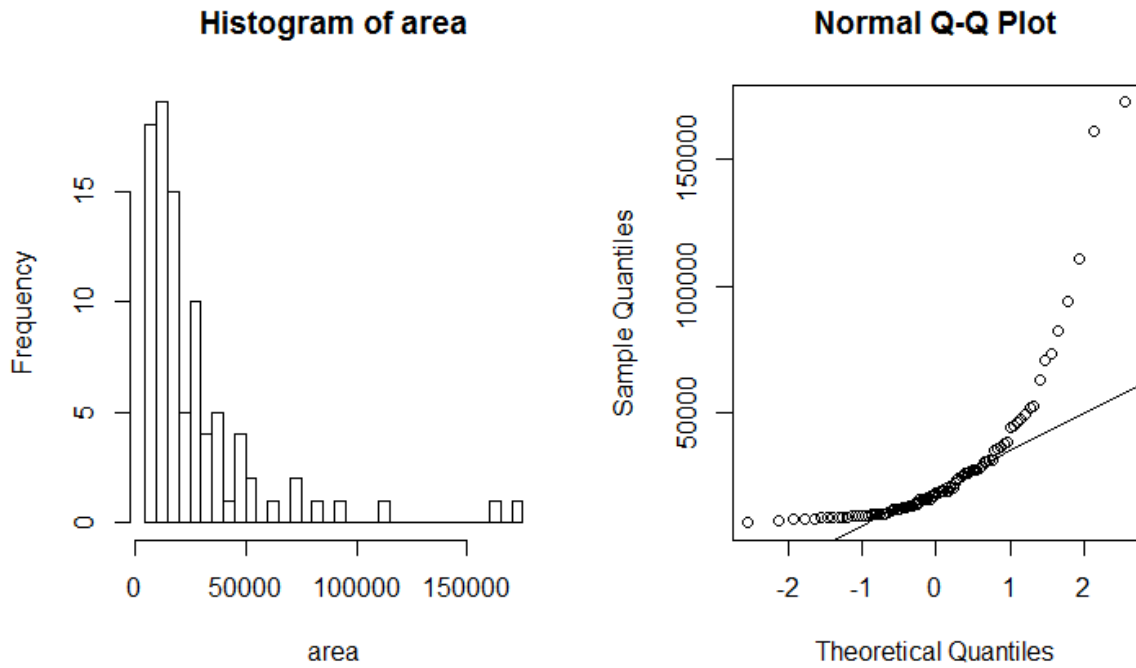 Histogram of area
Frequency
15
10
5
0
0 50000 100000 150000
area
Normal Q-Q Plot
Sample Quantiles
150000
100000
50000
-2 -1 0 1 2
Theoretical Quantiles